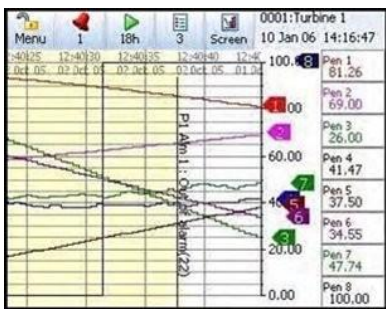 0001:Turbine 1
Menu 1 18h 3 Screen 10 Jan 06 14:16:47
12:40:25 12:40:30 12:40:35 12:40:40
02 Oct 05 02 Oct 05 02 Oct 05
100. 8
1
2
60.00
7
5
6
3
20.00
0.00
P1 Alm 1 :
Pen 1
81.26
Pen 2
69.00
Pen 3
26.00
Pen 4
41.47
Pen 5
37.50
Pen 6
34.55
Pen 7
47.74
Pen 8
100.00